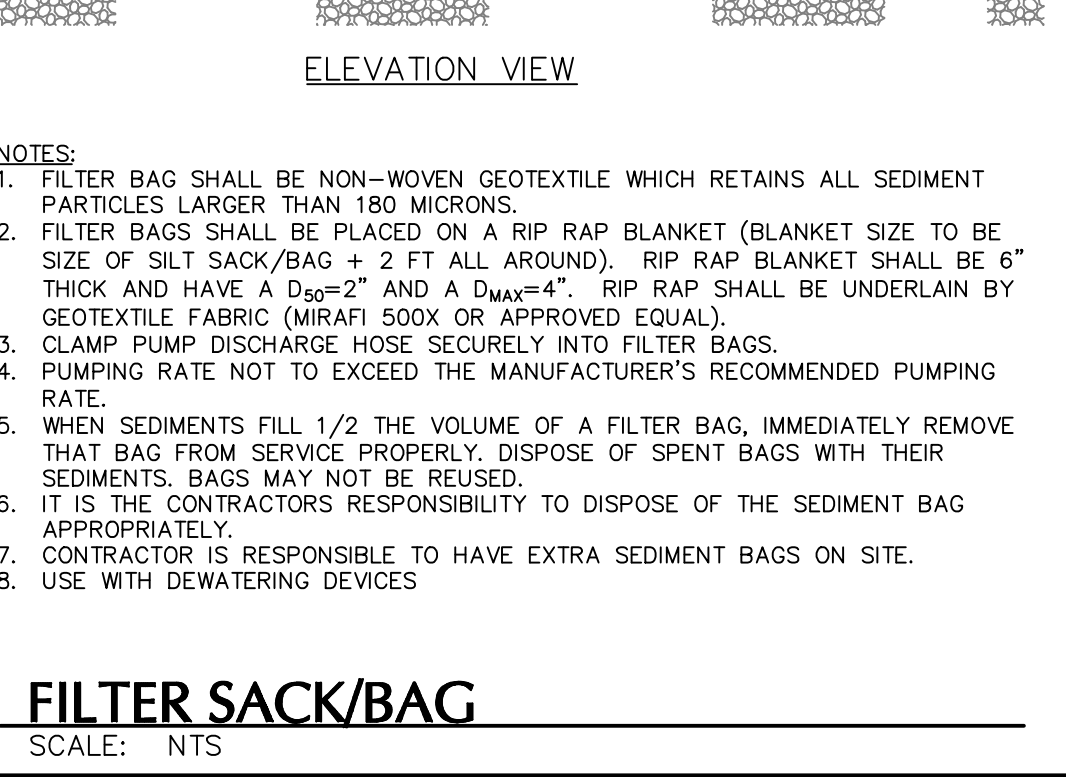 ELEVATION VIEW
NOTES:
1. FILTER BAG SHALL BE NON-WOVEN GEOTEXTILE WHICH RETAINS ALL SEDIMENT
PARTICLES LARGER THAN 180 MICRONS.
2. FILTER BAGS SHALL BE PLACED ON A RIP RAP BLANKET (BLANKET SIZE TO BE
SIZE OF SILT SACK/BAG + 2 FT ALL AROUND). RIP RAP BLANKET SHALL BE 6"
THICK AND HAVE A D50=2" AND A DMAX=4". RIP RAP SHALL BE UNDERLAIN BY
GEOTEXTILE FABRIC (MIRAFI 500X OR APPROVED EQUAL).
3. CLAMP PUMP DISCHARGE HOSE SECURELY INTO FILTER BAGS.
4. PUMPING RATE NOT TO EXCEED THE MANUFACTURER'S RECOMMENDED PUMPING
RATE.
5. WHEN SEDIMENTS FILL 1/2 THE VOLUME OF A FILTER BAG, IMMEDIATELY REMOVE
THAT BAG FROM SERVICE PROPERLY. DISPOSE OF SPENT BAGS WITH THEIR
SEDIMENTS. BAGS MAY NOT BE REUSED.
6. IT IS THE CONTRACTORS RESPONSIBILITY TO DISPOSE OF THE SEDIMENT BAG
APPROPRIATELY.
7. CONTRACTOR IS RESPONSIBLE TO HAVE EXTRA SEDIMENT BAGS ON SITE.
8. USE WITH DEWATERING DEVICES
FILTER SACK/BAG
SCALE: NTS